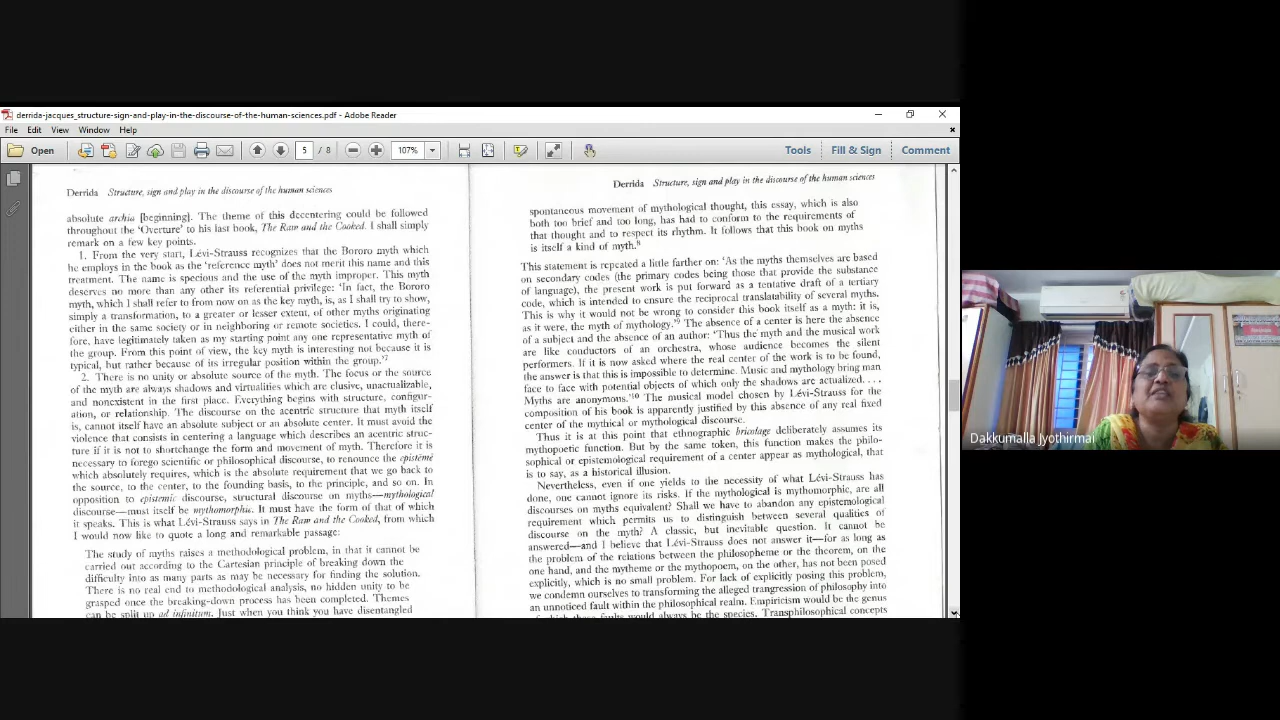 derrida-jacques_structure-sign-and-play-in-the-discourse-of-the-human-sciences.pdf - Adobe Reader
File Edit View Window Help
Open 5 / 8 107% Tools Fill & Sign Comment
Derrida Structure, sign and play in the discourse of the human sciences
absolute archia [beginning]. The theme of this decentering could be followed
throughout the 'Overture' to his last book, The Raw and the Cooked. I shall simply
remark on a few key points.
1. From the very start, Lévi-Strauss recognizes that the Bororo myth which
he employs in the book as the 'reference myth' does not merit this name and this
treatment. The name is specious and the use of the myth improper. This myth
deserves no more than any other its referential privilege: 'In fact, the Bororo
myth, which I shall refer to from now on as the key myth, is, as I shall try to show,
simply a transformation, to a greater or lesser extent, of other myths originating
either in the same society or in neighboring or remote societies. I could, there-
fore, have legitimately taken as my starting point any one representative myth of
the group. From this point of view, the key myth is interesting not because it is
typical, but rather because of its irregular position within the group.'7
2. There is no unity or absolute source of the myth. The focus or the source
of the myth are always shadows and virtualities which are elusive, unactualizable,
and nonexistent in the first place. Everything begins with structure, configur-
ation, or relationship. The discourse on the acentric structure that myth itself
is, cannot itself have an absolute subject or an absolute center. It must avoid the
violence that consists in centering a language which describes an acentric struc-
ture if it is not to shortchange the form and movement of myth. Therefore it is
necessary to forego scientific or philosophical discourse, to renounce the epistēmē
which absolutely requires, which is the absolute requirement that we go back to
the source, to the center, to the founding basis, to the principle, and so on. In
opposition to epistemic discourse, structural discourse on myths—mythological
discourse—must itself be mythomorphic. It must have the form of that of which
it speaks. This is what Lévi-Strauss says in The Raw and the Cooked, from which
I would now like to quote a long and remarkable passage:
The study of myths raises a methodological problem, in that it cannot be
carried out according to the Cartesian principle of breaking down the
difficulty into as many parts as may be necessary for finding the solution.
There is no real end to methodological analysis, no hidden unity to be
grasped once the breaking-down process has been completed. Themes
can be split up ad infinitum. Just when you think you have disentangled
Derrida Structure, sign and play in the discourse of the human sciences
spontaneous movement of mythological thought, this essay, which is also
both too brief and too long, has had to conform to the requirements of
that thought and to respect its rhythm. It follows that this book on myths
is itself a kind of myth.8
This statement is repeated a little farther on: 'As the myths themselves are based
on secondary codes (the primary codes being those that provide the substance
of language), the present work is put forward as a tentative draft of a tertiary
code, which is intended to ensure the reciprocal translatability of several myths.
This is why it would not be wrong to consider this book itself as a myth: it is,
as it were, the myth of mythology.'9 The absence of a center is here the absence
of a subject and the absence of an author: 'Thus the myth and the musical work
are like conductors of an orchestra, whose audience becomes the silent
performers. If it is now asked where the real center of the work is to be found,
the answer is that this is impossible to determine. Music and mythology bring man
face to face with potential objects of which only the shadows are actualized. . . .
Myths are anonymous.'10 The musical model chosen by Lévi-Strauss for the
composition of his book is apparently justified by this absence of any real fixed
center of the mythical or mythological discourse.
Thus it is at this point that ethnographic bricolage deliberately assumes its
mythopoetic function. But by the same token, this function makes the philo-
sophical or epistemological requirement of a center appear as mythological, that
is to say, as a historical illusion.
Nevertheless, even if one yields to the necessity of what Lévi-Strauss has
done, one cannot ignore its risks. If the mythological is mythomorphic, are all
discourses on myths equivalent? Shall we have to abandon any epistemological
requirement which permits us to distinguish between several qualities of
discourse on the myth? A classic, but inevitable question. It cannot be
answered—and I believe that Lévi-Strauss does not answer it—for as long as
the problem of the relations between the philosopheme or the theorem, on the
one hand, and the mytheme or the mythopoem, on the other, has not been posed
explicitly, which is no small problem. For lack of explicitly posing this problem,
we condemn ourselves to transforming the alleged trangression of philosophy into
an unnoticed fault within the philosophical realm. Empiricism would be the genus
of which these faults would always be the species. Transphilosophical concepts
Dakkumalla Jyothirmai